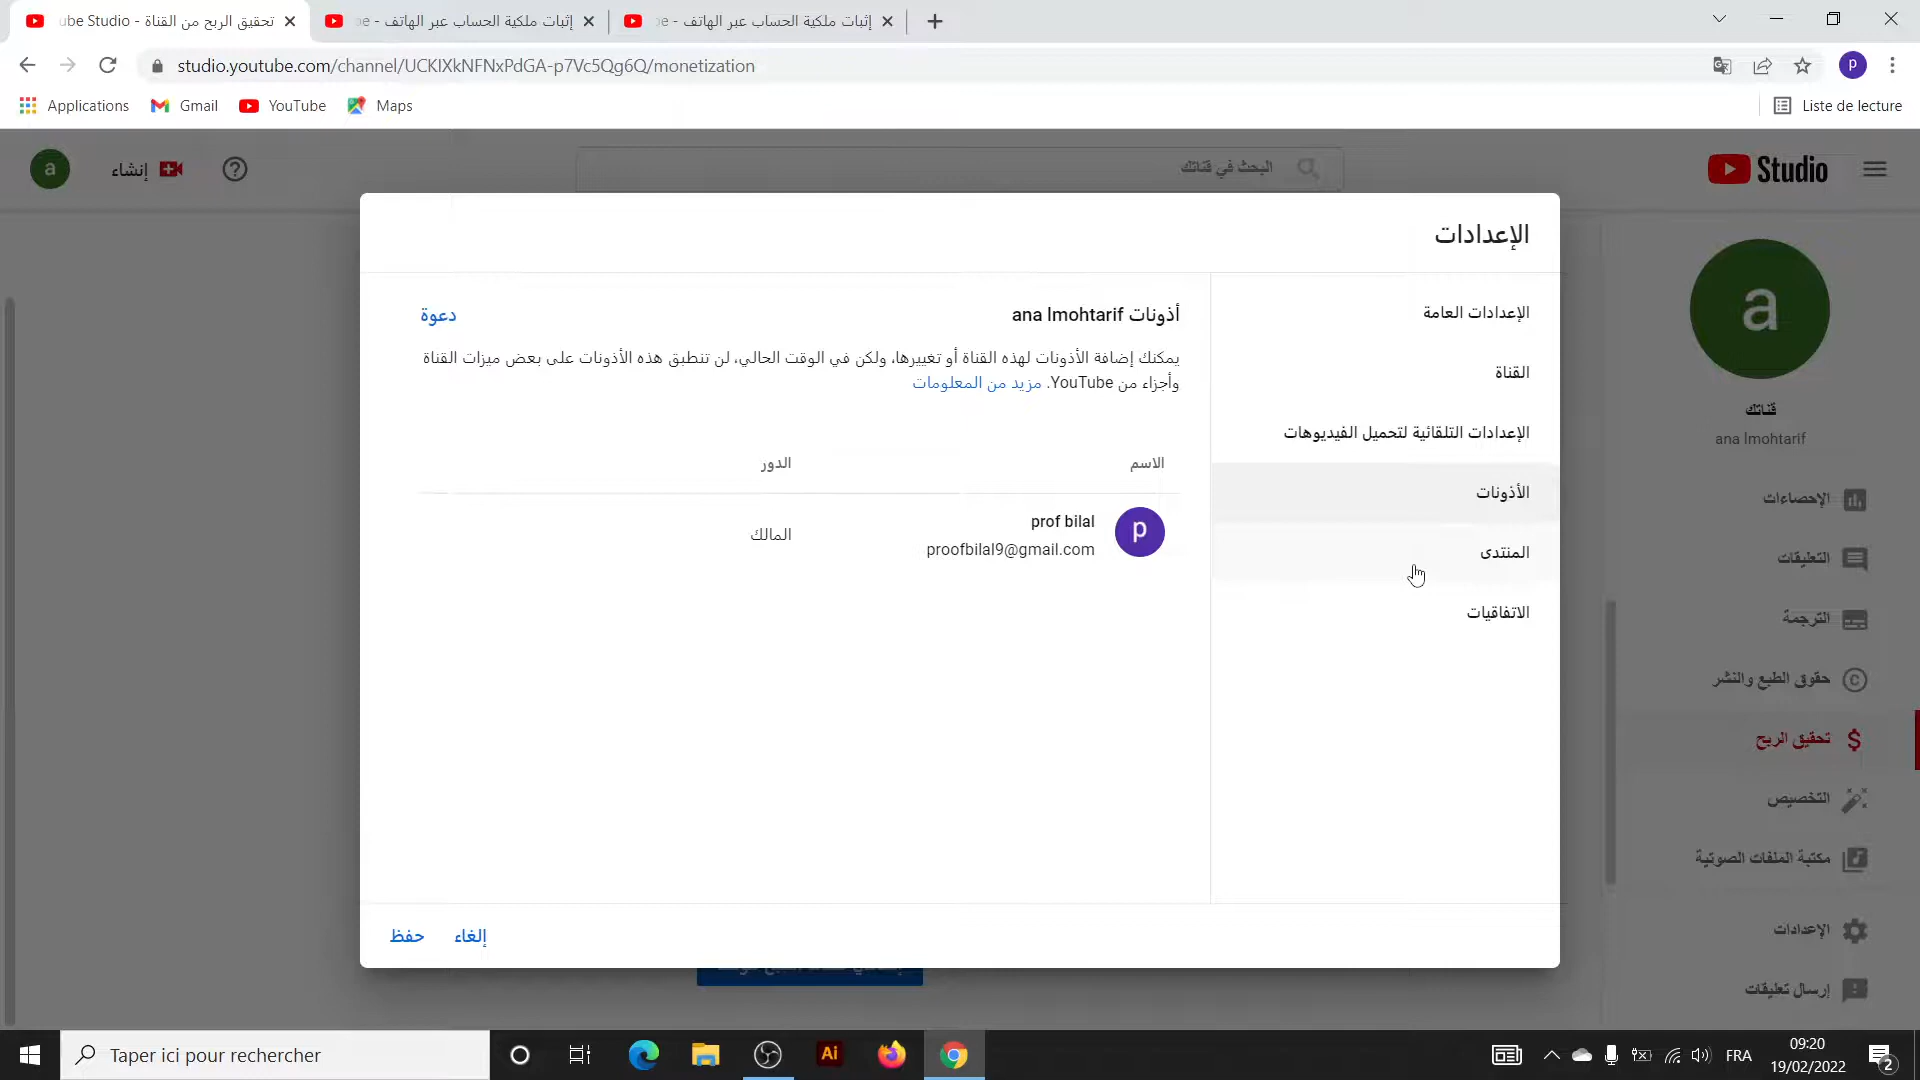 ube Studio - تحقيق الربح من القناة
إثبات ملكية الحساب عبر الهاتف -
إثبات ملكية الحساب عبر الهاتف -
studio.youtube.com/channel/UCKIXkNFNxPdGA-p7Vc5Qg6Q/monetization
P
Applications
Gmail
YouTube
Maps
Liste de lecture
a
إنشاء
البحث في قناتك
Studio
الإعدادات
الإعدادات العامة
القناة
الإعدادات التلقائية لتحميل الفيديوهات
الأذونات
المنتدى
الاتفاقيات
أذونات ana lmohtarif
دعوة
يمكنك إضافة الأذونات لهذه القناة أو تغييرها، ولكن في الوقت الحالي، لن تنطبق هذه الأذونات على بعض ميزات القناة
وأجزاء من YouTube. مزيد من المعلومات
الاسم
الدور
P
prof bilal
proofbilal9@gmail.com
المالك
إلغاء
حفظ
a
قناتك
ana lmohtarif
الإحصاءات
التعليقات
الترجمة
حقوق الطبع والنشر
تحقيق الربح
التخصيص
مكتبة الملفات الصوتية
الإعدادات
إرسال تعليقات
Taper ici pour rechercher
Ai
FRA
09:20
19/02/2022
2